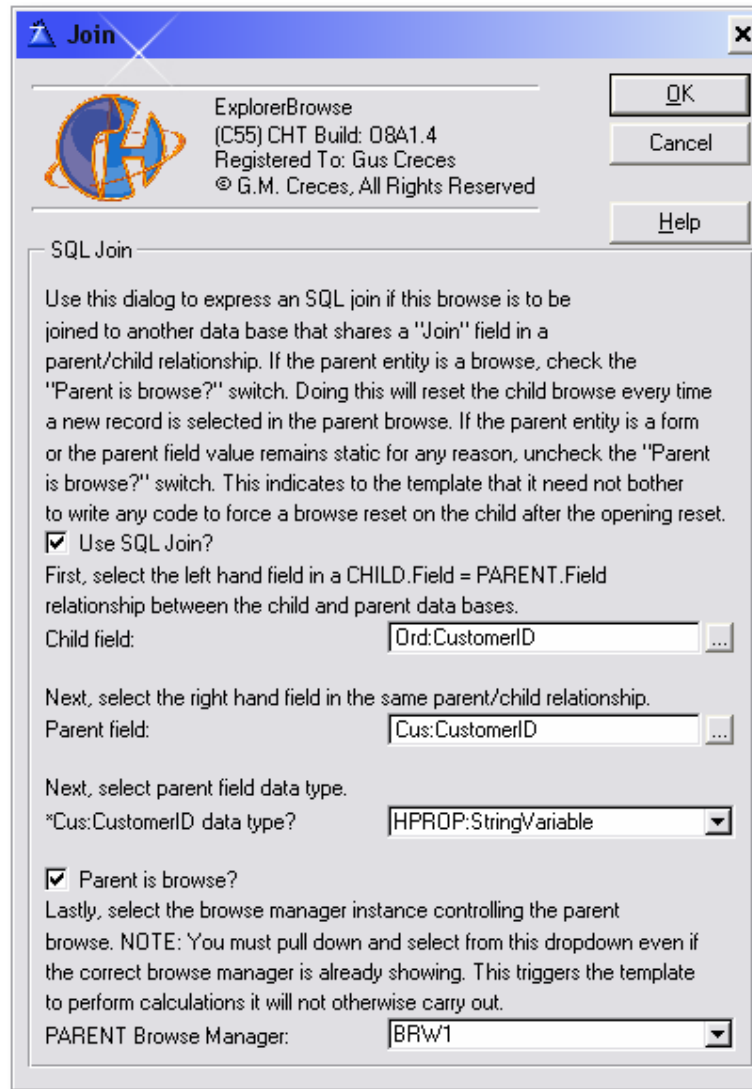 Join
ExplorerBrowse
(C55) CHT Build: 08A1.4
Registered To: Gus Creces
© G.M. Creces, All Rights Reserved
OK
Cancel
Help
SQL Join
Use this dialog to express an SQL join if this browse is to be
joined to another data base that shares a "Join" field in a
parent/child relationship. If the parent entity is a browse, check the
"Parent is browse?" switch. Doing this will reset the child browse every time
a new record is selected in the parent browse. If the parent entity is a form
or the parent field value remains static for any reason, uncheck the "Parent
is browse?" switch. This indicates to the template that it need not bother
to write any code to force a browse reset on the child after the opening reset.
Use SQL Join?
First, select the left hand field in a CHILD.Field = PARENT.Field
relationship between the child and parent data bases.
Child field: Ord:CustomerID ...
Next, select the right hand field in the same parent/child relationship.
Parent field: Cus:CustomerID ...
Next, select parent field data type.
*Cus:CustomerID data type? HPROP:StringVariable
Parent is browse?
Lastly, select the browse manager instance controlling the parent
browse. NOTE: You must pull down and select from this dropdown even if
the correct browse manager is already showing. This triggers the template
to perform calculations it will not otherwise carry out.
PARENT Browse Manager: BRW1